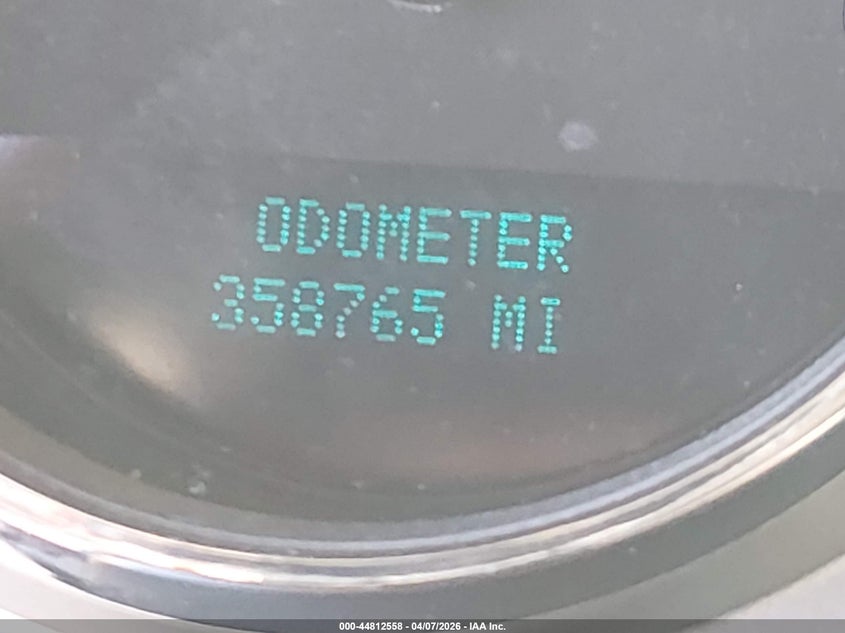 ODOMETER
358765 MI
000-44812558 - 04/07/2026 - IAA Inc.